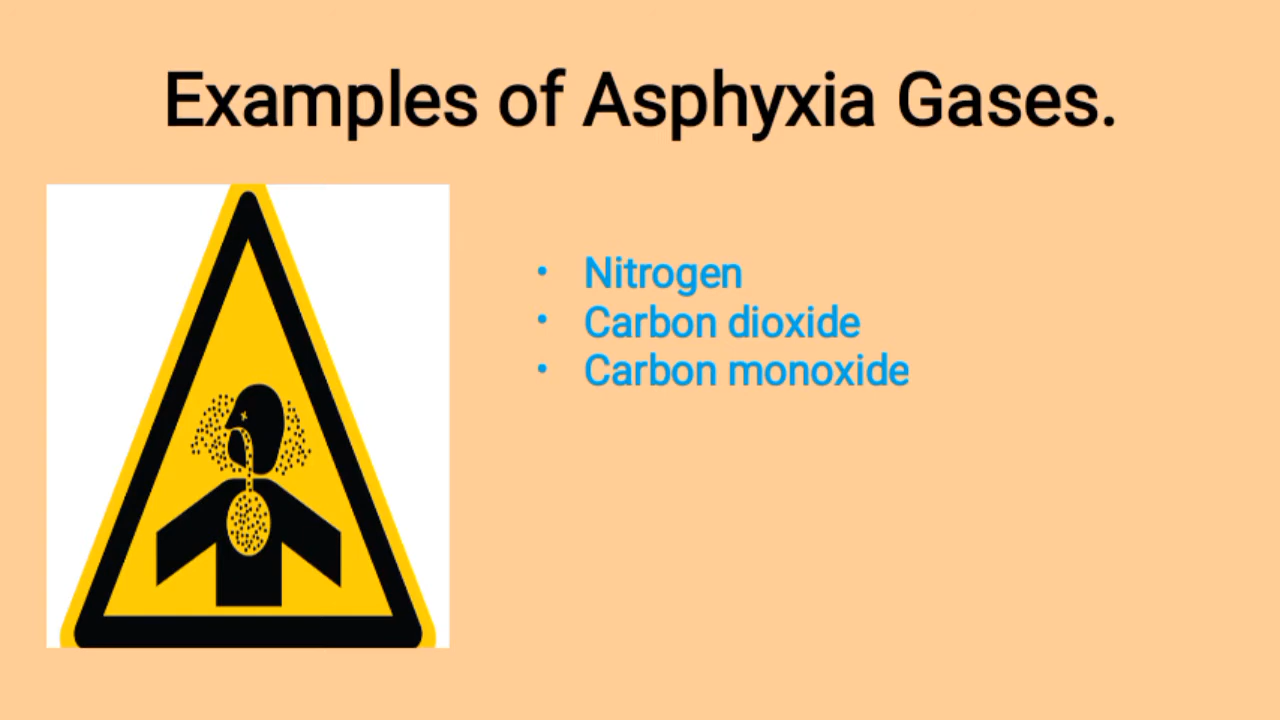 Examples of Asphyxia Gases.
• Nitrogen
• Carbon dioxide
• Carbon monoxide